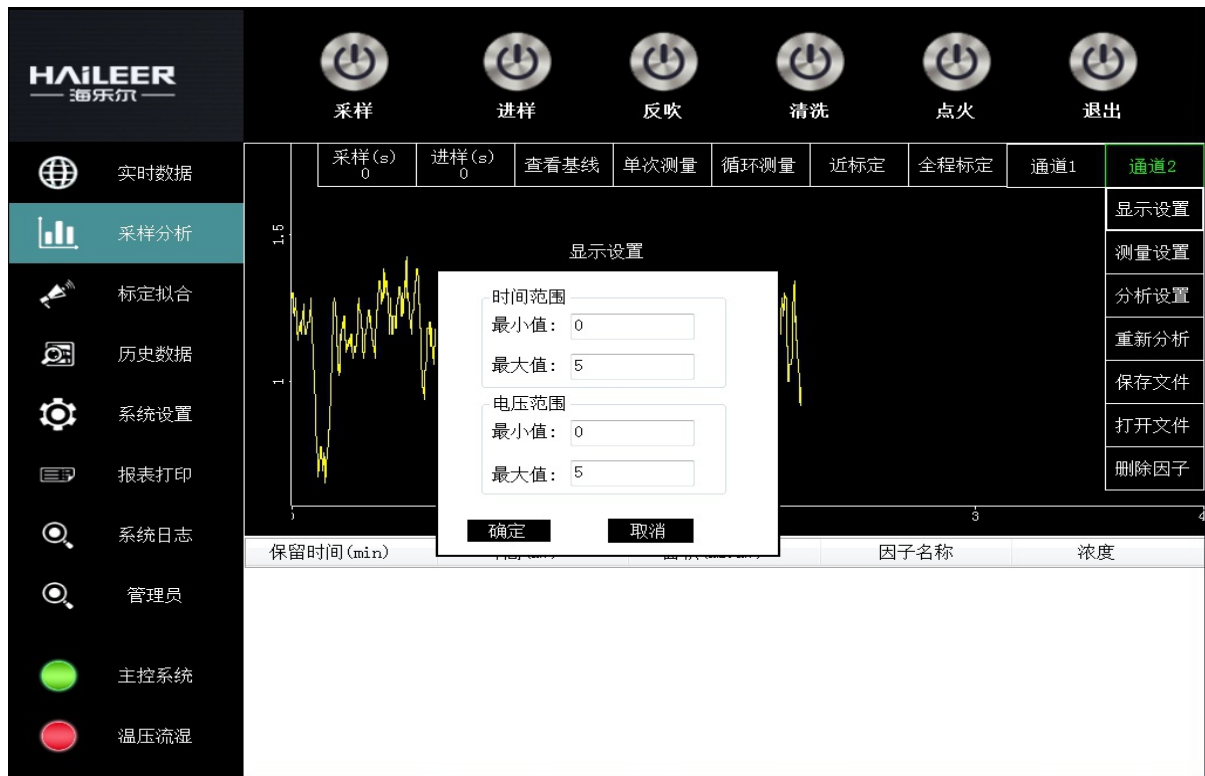 HAiLEER
海乐尔
采样
进样
反吹
清洗
点火
退出
实时数据
采样分析
标定拟合
历史数据
系统设置
报表打印
系统日志
管理员
主控系统
温压流湿
采样(s)
0
进样(s)
0
查看基线
单次测量
循环测量
近标定
全程标定
通道1
通道2
显示设置
测量设置
分析设置
重新分析
保存文件
打开文件
删除因子
1.5
1
3
4
显示设置
时间范围
最小值: 0
最大值: 5
电压范围
最小值: 0
最大值: 5
确定
取消
保留时间(min)
因子名称
浓度